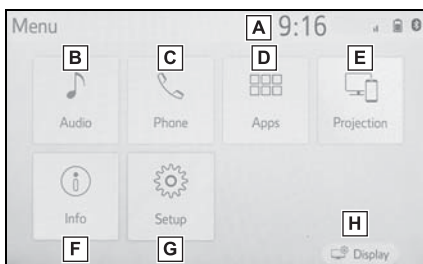 Menu A 9:16
B C D E
Audio Phone Apps Projection
Info Setup
F G H
Display